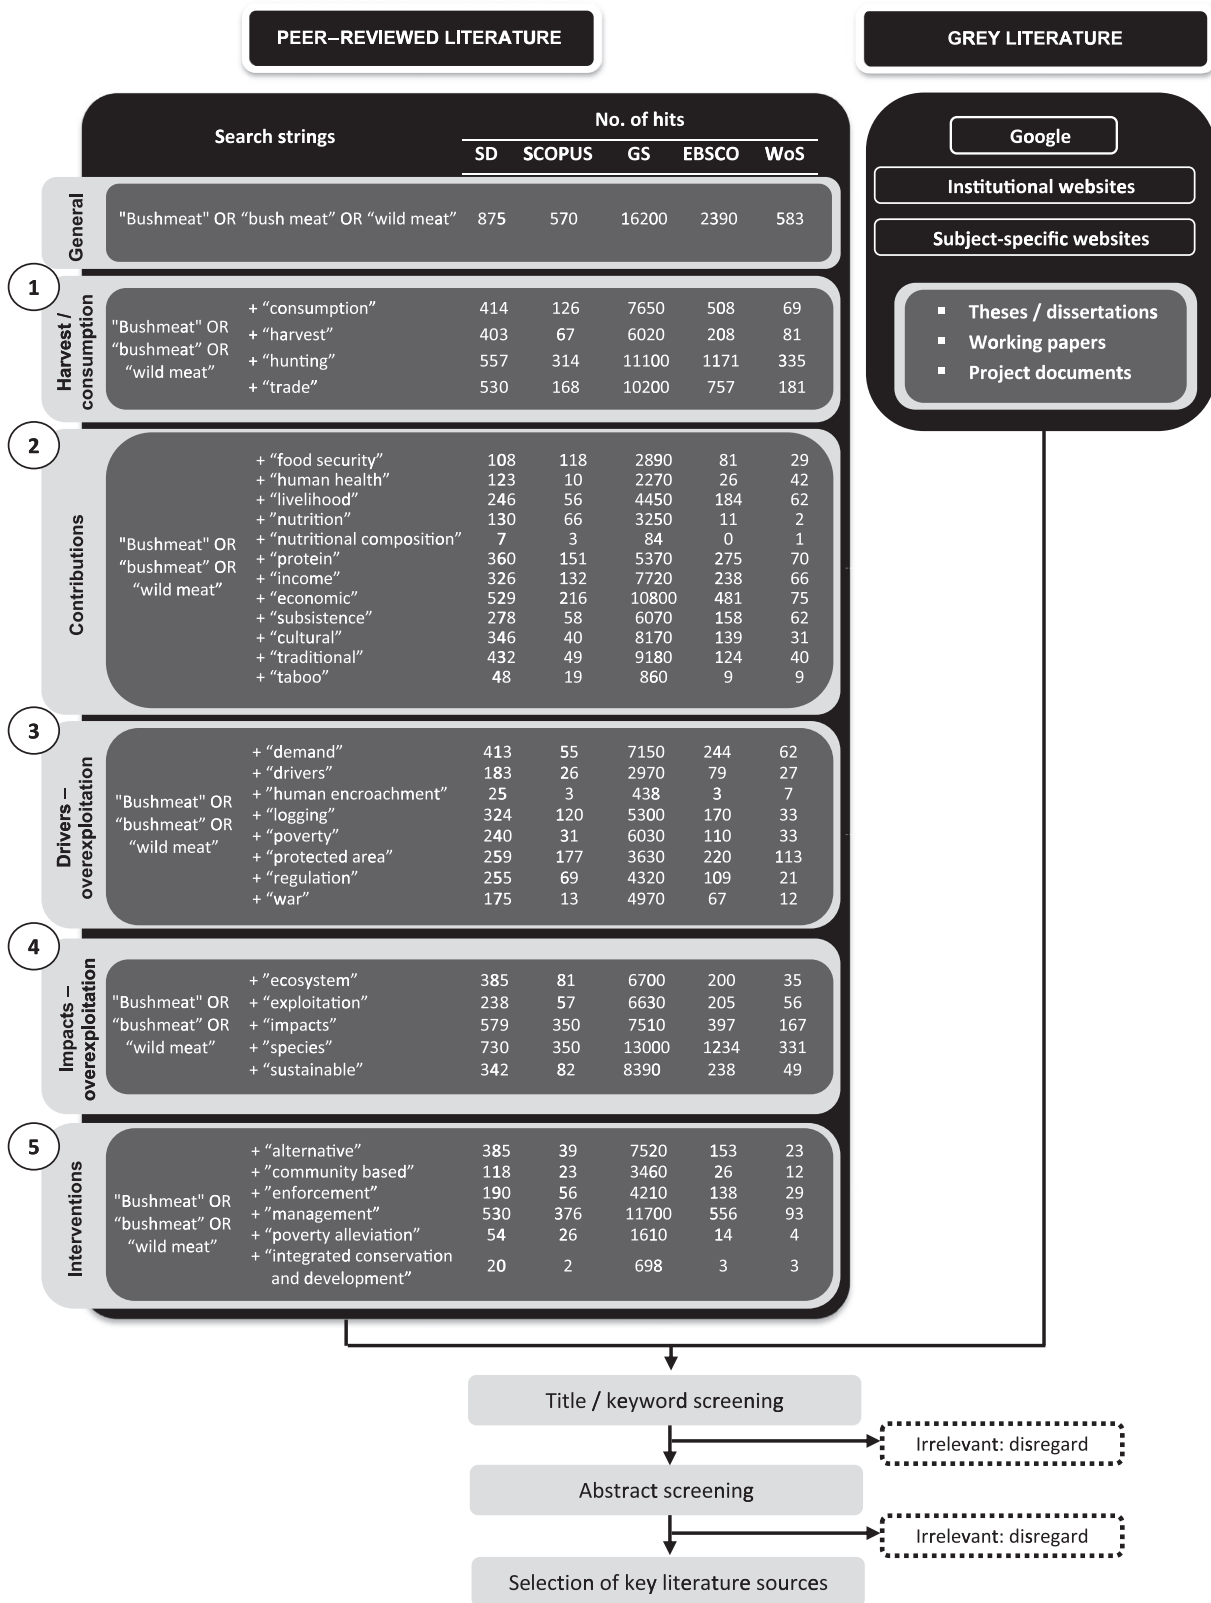 PEER–REVIEWED LITERATURE
GREY LITERATURE
Search strings
No. of hits
SD SCOPUS GS EBSCO WoS
General
"Bushmeat" OR “bush meat” OR “wild meat” 875 570 16200 2390 583
1
Harvest /
consumption
"Bushmeat" OR
“bushmeat” OR
“wild meat”
+ “consumption” 414 126 7650 508 69
+ “harvest” 403 67 6020 208 81
+ “hunting” 557 314 11100 1171 335
+ “trade” 530 168 10200 757 181
2
Contributions
"Bushmeat" OR
“bushmeat” OR
“wild meat”
+ “food security” 108 118 2890 81 29
+ “human health” 123 10 2270 26 42
+ “livelihood” 246 56 4450 184 62
+ ”nutrition” 130 66 3250 11 2
+ “nutritional composition” 7 3 84 0 1
+ “protein” 360 151 5370 275 70
+ “income” 326 132 7720 238 66
+ “economic” 529 216 10800 481 75
+ “subsistence” 278 58 6070 158 62
+ “cultural” 346 40 8170 139 31
+ “traditional” 432 49 9180 124 40
+ “taboo” 48 19 860 9 9
3
Drivers –
overexploitation
"Bushmeat" OR
“bushmeat” OR
“wild meat”
+ “demand” 413 55 7150 244 62
+ “drivers” 183 26 2970 79 27
+ ”human encroachment” 25 3 438 3 7
+ “logging” 324 120 5300 170 33
+ “poverty” 240 31 6030 110 33
+ “protected area” 259 177 3630 220 113
+ “regulation” 255 69 4320 109 21
+ “war” 175 13 4970 67 12
4
Impacts –
overexploitation
"Bushmeat" OR
“bushmeat” OR
“wild meat”
+ ”ecosystem” 385 81 6700 200 35
+ “exploitation” 238 57 6630 205 56
+ “impacts” 579 350 7510 397 167
+ “species” 730 350 13000 1234 331
+ “sustainable” 342 82 8390 238 49
5
Interventions
"Bushmeat" OR
“bushmeat” OR
“wild meat”
+ “alternative” 385 39 7520 153 23
+ ”community based” 118 23 3460 26 12
+ ”enforcement” 190 56 4210 138 29
+ “management” 530 376 11700 556 93
+ “poverty alleviation” 54 26 1610 14 4
+ “integrated conservation
and development” 20 2 698 3 3
Google
Institutional websites
Subject-specific websites
▪ Theses / dissertations
▪ Working papers
▪ Project documents
Title / keyword screening
Irrelevant: disregard
Abstract screening
Irrelevant: disregard
Selection of key literature sources